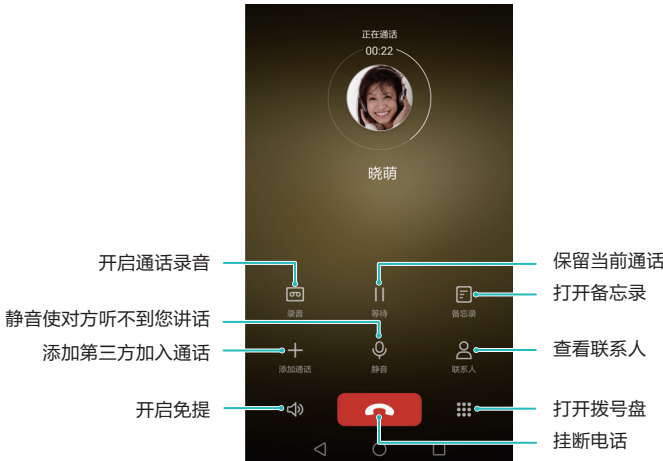 正在通话
00:22
晓萌
开启通话录音
保留当前通话
录音
等待
备忘录
打开备忘录
静音使对方听不到您讲话
添加第三方加入通话
查看联系人
添加通话
静音
联系人
开启免提
打开拨号盘
挂断电话